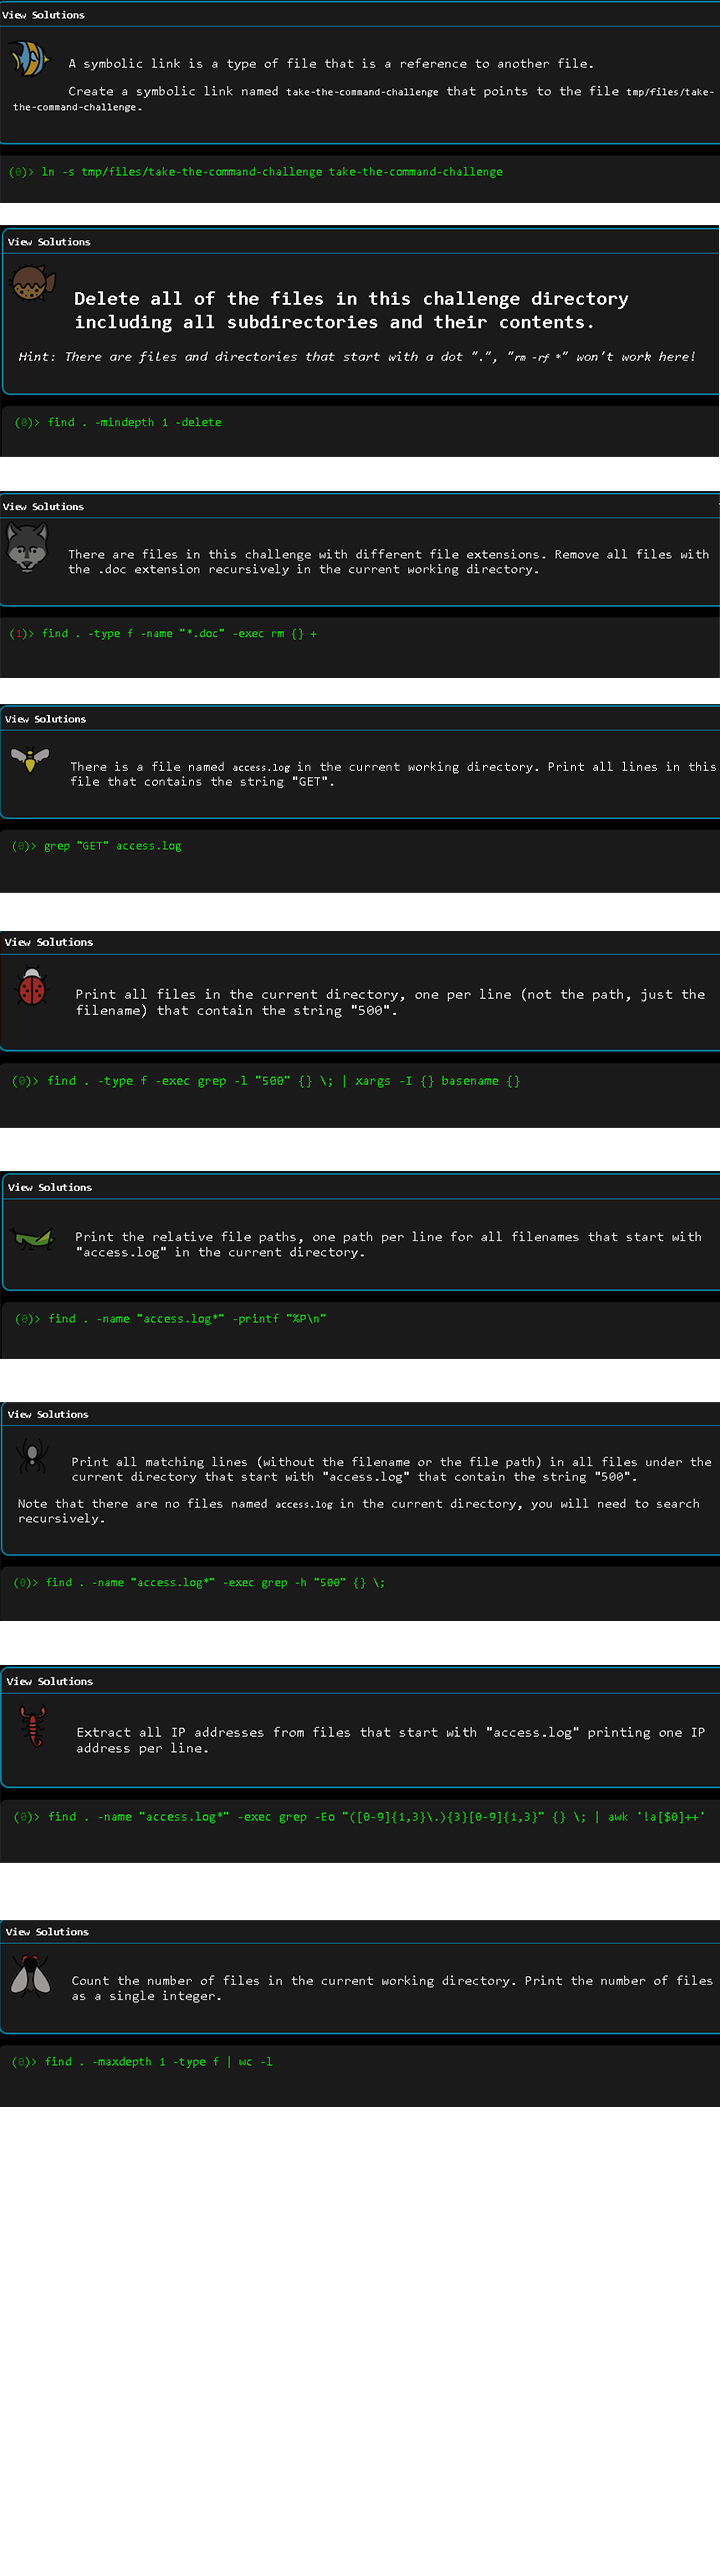 View Solutions
A symbolic link is a type of file that is a reference to another file.
Create a symbolic link named take-the-command-challenge that points to the file tmp/files/take-
the-command-challenge.
(0)> ln -s tmp/files/take-the-command-challenge take-the-command-challenge
View Solutions
Delete all of the files in this challenge directory
including all subdirectories and their contents.
Hint: There are files and directories that start with a dot ".", "rm -rf *" won't work here!
(0)> find . -mindepth 1 -delete
View Solutions
There are files in this challenge with different file extensions. Remove all files with
the .doc extension recursively in the current working directory.
(1)> find . -type f -name "*.doc" -exec rm {} +
View Solutions
There is a file named access.log in the current working directory. Print all lines in this
file that contains the string "GET".
(0)> grep "GET" access.log
View Solutions
Print all files in the current directory, one per line (not the path, just the
filename) that contain the string "500".
(0)> find . -type f -exec grep -l "500" {} \; | xargs -I {} basename {}
View Solutions
Print the relative file paths, one path per line for all filenames that start with
"access.log" in the current directory.
(0)> find . -name "access.log*" -printf "%P\n"
View Solutions
Print all matching lines (without the filename or the file path) in all files under the
current directory that start with "access.log" that contain the string "500".
Note that there are no files named access.log in the current directory, you will need to search
recursively.
(0)> find . -name "access.log*" -exec grep -h "500" {} \;
View Solutions
Extract all IP addresses from files that start with "access.log" printing one IP
address per line.
(0)> find . -name "access.log*" -exec grep -Eo "([0-9]{1,3}\.){3}[0-9]{1,3}" {} \; | awk '!a[$0]++'
View Solutions
Count the number of files in the current working directory. Print the number of files
as a single integer.
(0)> find . -maxdepth 1 -type f | wc -l